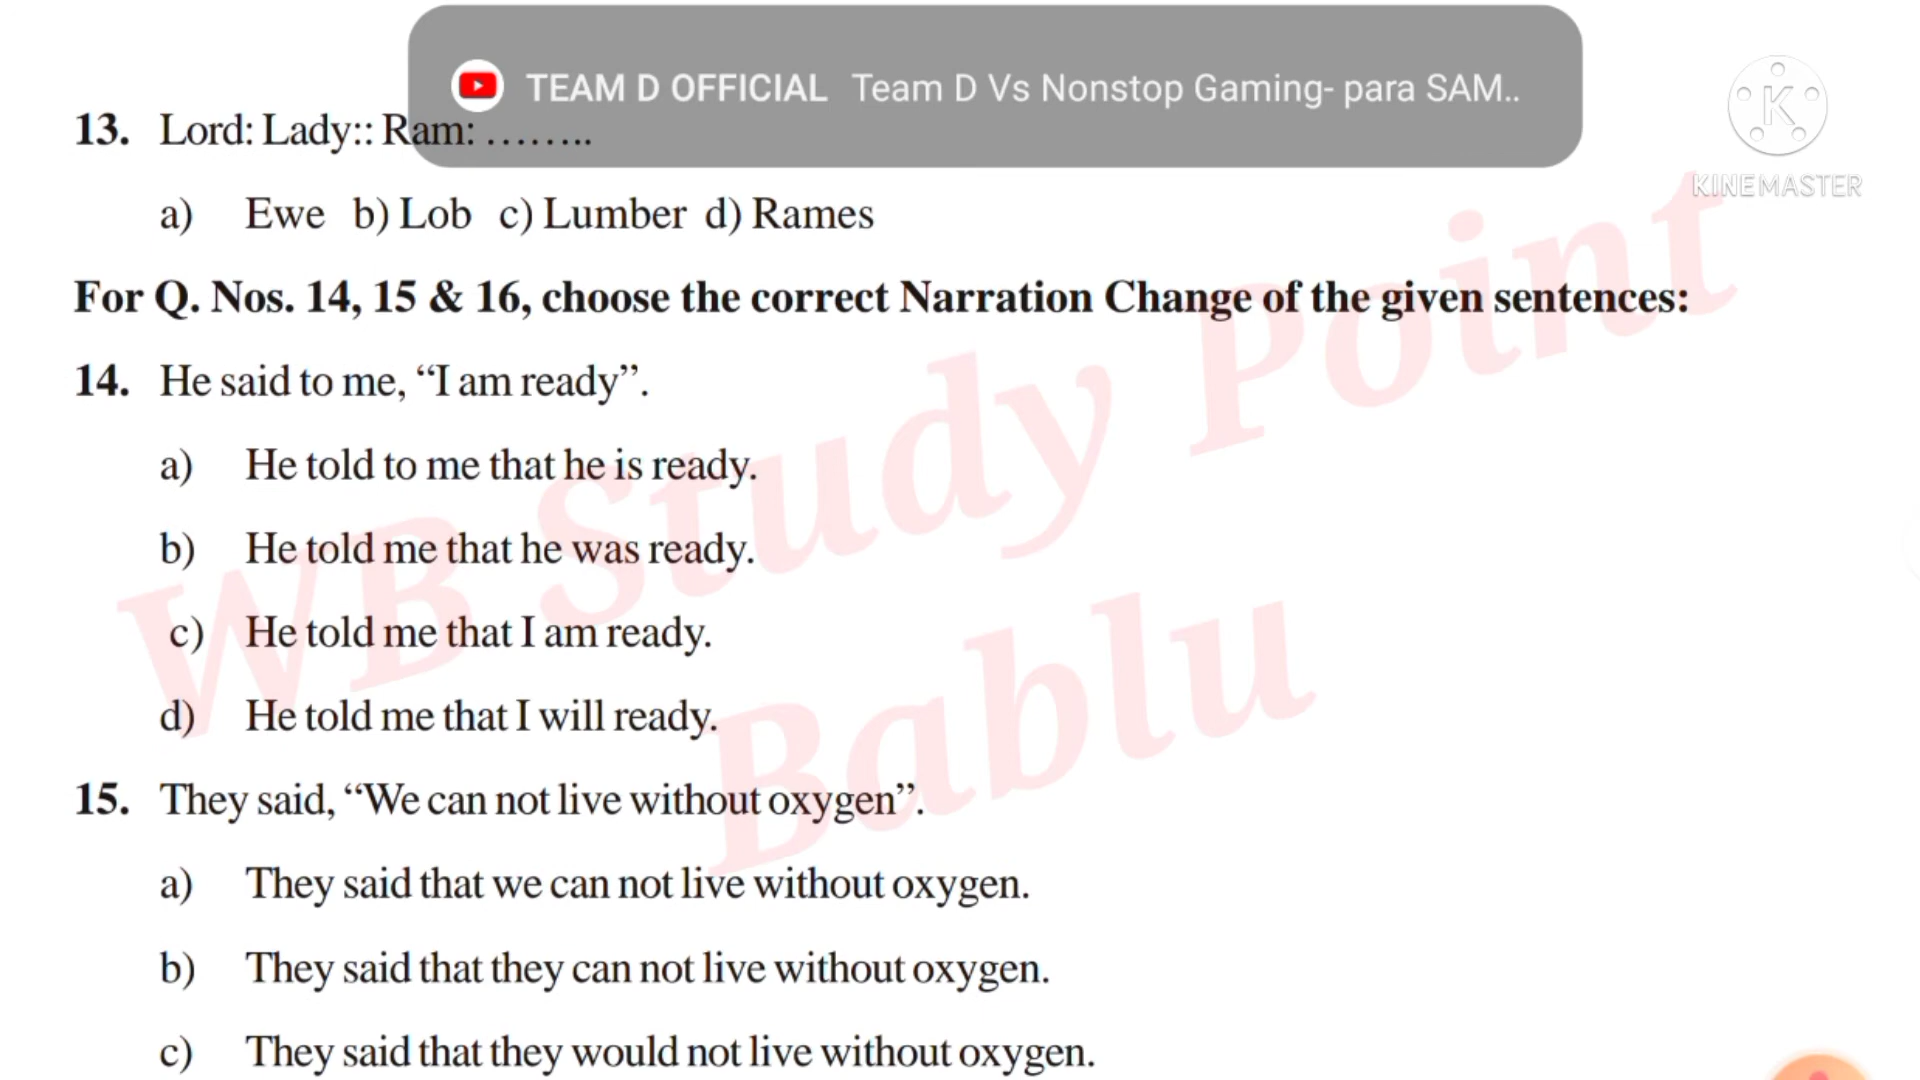 TEAM D OFFICIAL Team D Vs Nonstop Gaming- para SAM..
13. Lord: Lady:: Ram: ........
KINEMASTER
a) Ewe b) Lob c) Lumber d) Rames
For Q. Nos. 14, 15 & 16, choose the correct Narration Change of the given sentences:
14. He said to me, “I am ready”.
a) He told to me that he is ready.
b) He told me that he was ready.
c) He told me that I am ready.
d) He told me that I will ready.
15. They said, “We can not live without oxygen”.
a) They said that we can not live without oxygen.
b) They said that they can not live without oxygen.
c) They said that they would not live without oxygen.
WB Study Point
Bablu